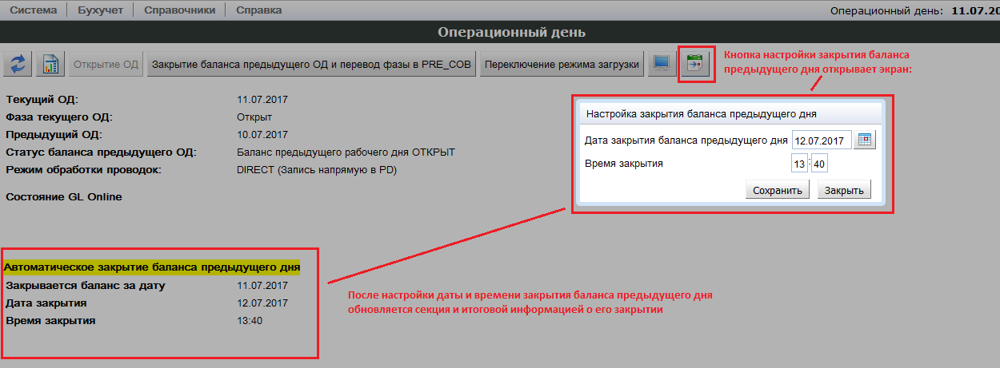 Система Бухучет Справочники Справка Операционный день: 11.07.20
Операционный день
Открытие ОД Закрытие баланса предыдущего ОД и перевод фазы в PRE_COB Переключение режима загрузки
Кнопка настройки закрытия баланса
предыдущего дня открывает экран:
Текущий ОД: 11.07.2017
Фаза текущего ОД: Открыт
Предыдущий ОД: 10.07.2017
Статус баланса предыдущего ОД: Баланс предыдущего рабочего дня ОТКРЫТ
Режим обработки проводок: DIRECT (Запись напрямую в PD)
Состояние GL Online
Настройка закрытия баланса предыдущего дня
Дата закрытия баланса предыдущего дня 12.07.2017
Время закрытия 13 : 40
Сохранить Закрыть
Автоматическое закрытие баланса предыдущего дня
Закрывается баланс за дату 11.07.2017
Дата закрытия 12.07.2017
Время закрытия 13:40
После настройки даты и времени закрытия баланса предыдущего дня
обновляется секция и итоговой информацией о его закрытии